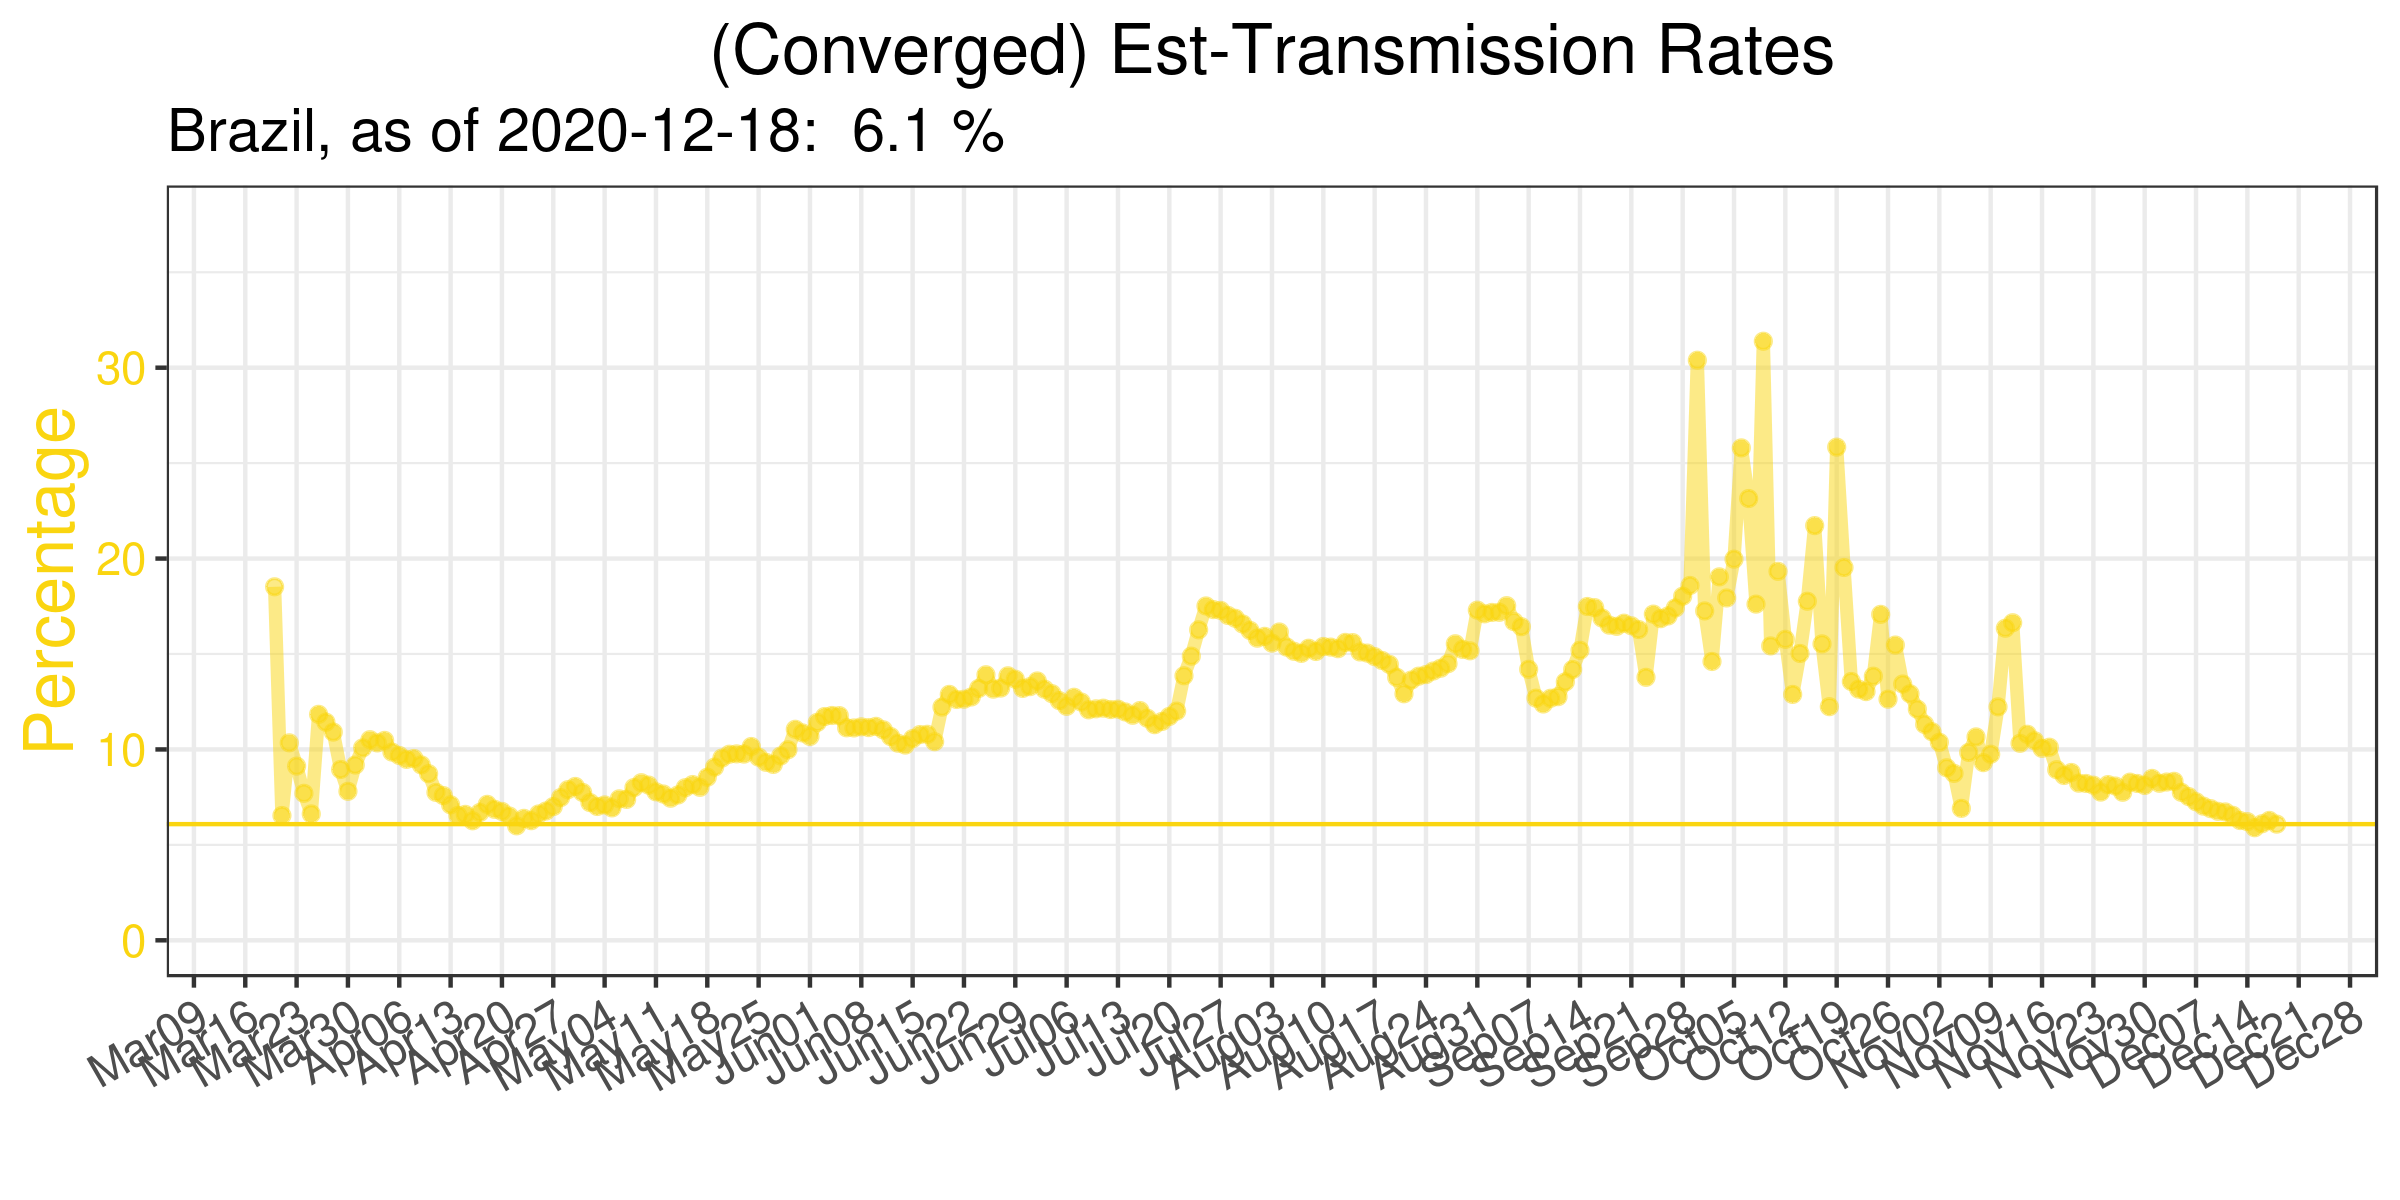 (Converged) Est-Transmission Rates
Brazil, as of 2020-12-18:  6.1 %
Percentage
30
20
10
0
Mar09
Mar16
Mar23
Mar30
Apr06
Apr13
Apr20
Apr27
May04
May11
May18
May25
Jun01
Jun08
Jun15
Jun22
Jun29
Jul06
Jul13
Jul20
Jul27
Aug03
Aug10
Aug17
Aug24
Aug31
Sep07
Sep14
Sep21
Sep28
Oct05
Oct12
Oct19
Oct26
Nov02
Nov09
Nov16
Nov23
Nov30
Dec07
Dec14
Dec21
Dec28